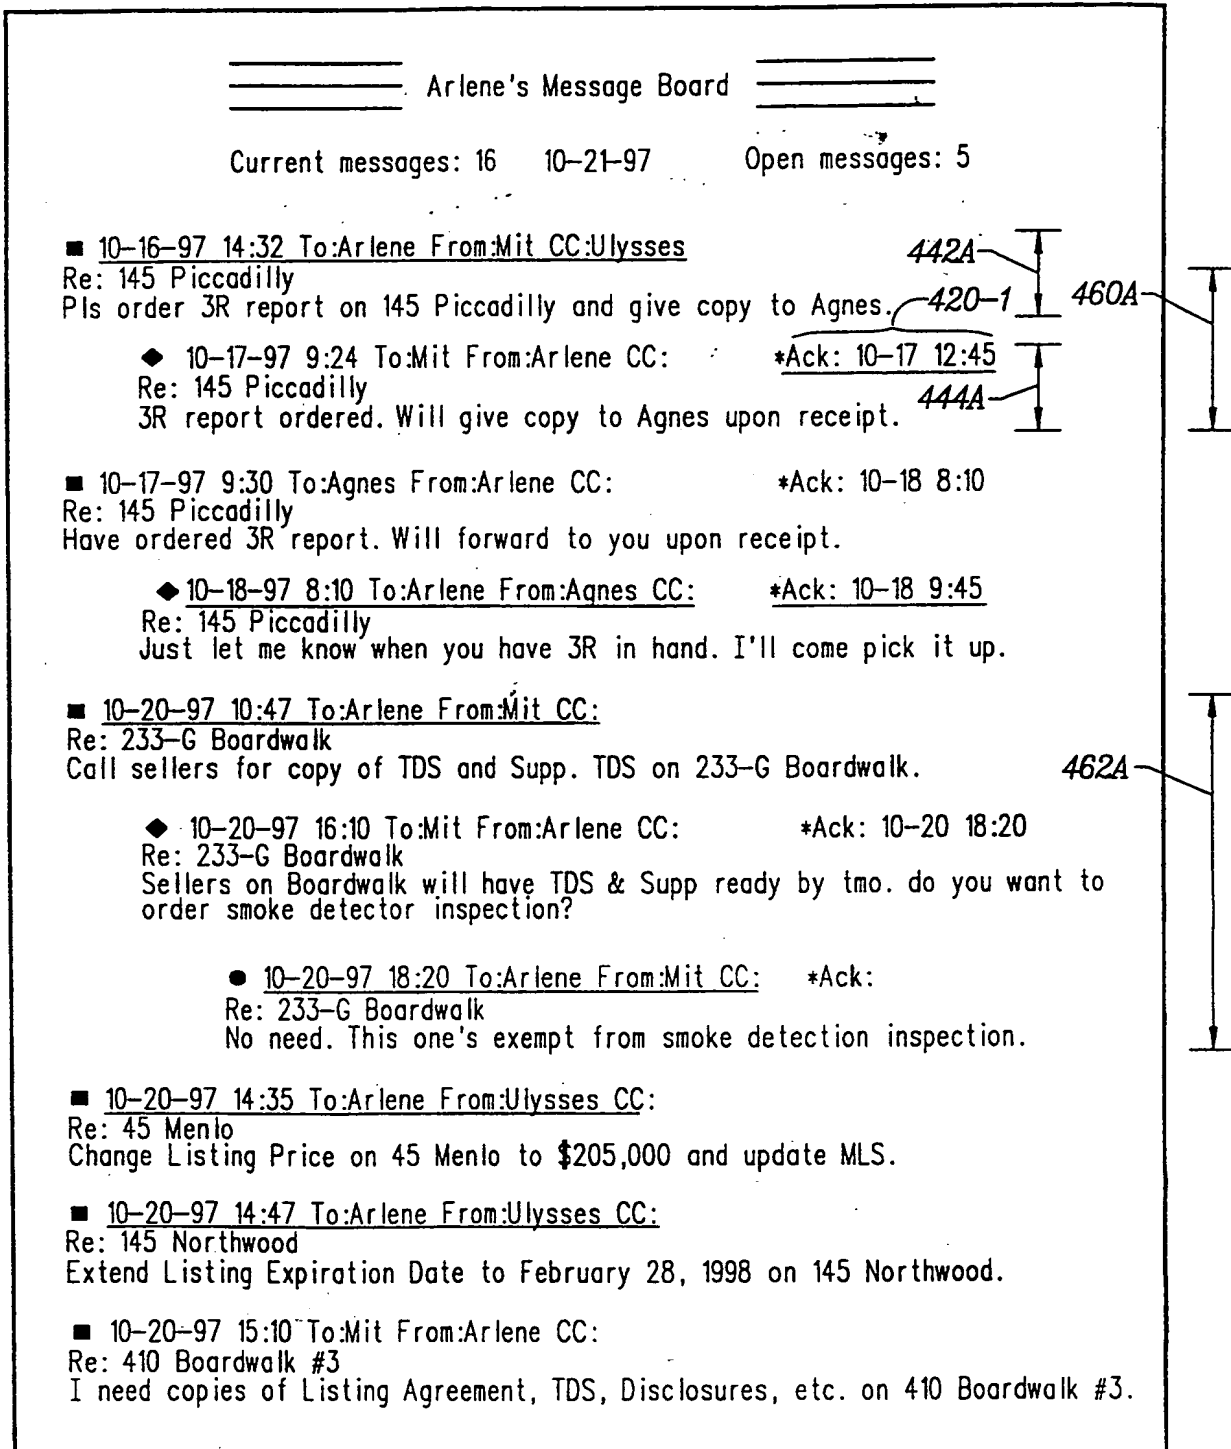 Arlene's Message Board
Current messages: 16 10-21-97 Open messages: 5
■ 10-16-97 14:32 To:Arlene From:Mit CC:Ulysses
442A
Re: 145 Piccadilly
460A
Pls order 3R report on 145 Piccadilly and give copy to Agnes.
420-1
◆ 10-17-97 9:24 To:Mit From:Arlene CC: *Ack: 10-17 12:45
Re: 145 Piccadilly
444A
3R report ordered. Will give copy to Agnes upon receipt.
■ 10-17-97 9:30 To:Agnes From:Arlene CC: *Ack: 10-18 8:10
Re: 145 Piccadilly
Have ordered 3R report. Will forward to you upon receipt.
◆ 10-18-97 8:10 To:Arlene From:Agnes CC: *Ack: 10-18 9:45
Re: 145 Piccadilly
Just let me know when you have 3R in hand. I'll come pick it up.
■ 10-20-97 10:47 To:Arlene From:Mit CC:
Re: 233-G Boardwalk
Call sellers for copy of TDS and Supp. TDS on 233-G Boardwalk.
462A
◆ 10-20-97 16:10 To:Mit From:Arlene CC: *Ack: 10-20 18:20
Re: 233-G Boardwalk
Sellers on Boardwalk will have TDS & Supp ready by tmo. do you want to
order smoke detector inspection?
● 10-20-97 18:20 To:Arlene From:Mit CC: *Ack:
Re: 233-G Boardwalk
No need. This one's exempt from smoke detection inspection.
■ 10-20-97 14:35 To:Arlene From:Ulysses CC:
Re: 45 Menlo
Change Listing Price on 45 Menlo to $205,000 and update MLS.
■ 10-20-97 14:47 To:Arlene From:Ulysses CC:
Re: 145 Northwood
Extend Listing Expiration Date to February 28, 1998 on 145 Northwood.
■ 10-20-97 15:10 To:Mit From:Arlene CC:
Re: 410 Boardwalk #3
I need copies of Listing Agreement, TDS, Disclosures, etc. on 410 Boardwalk #3.